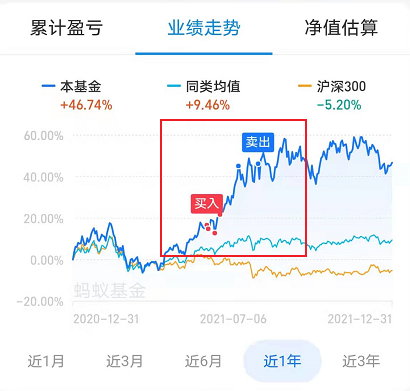 累计盈亏 业绩走势 净值估算
本基金 同类均值 沪深300
+46.74% +9.46% −5.20%
60.00%
卖出
40.00%
买入
20.00%
0.00%
蚂蚁基金
−20.00%
2020-12-31 2021-07-06 2021-12-31
近1月 近3月 近6月 近1年 近3年